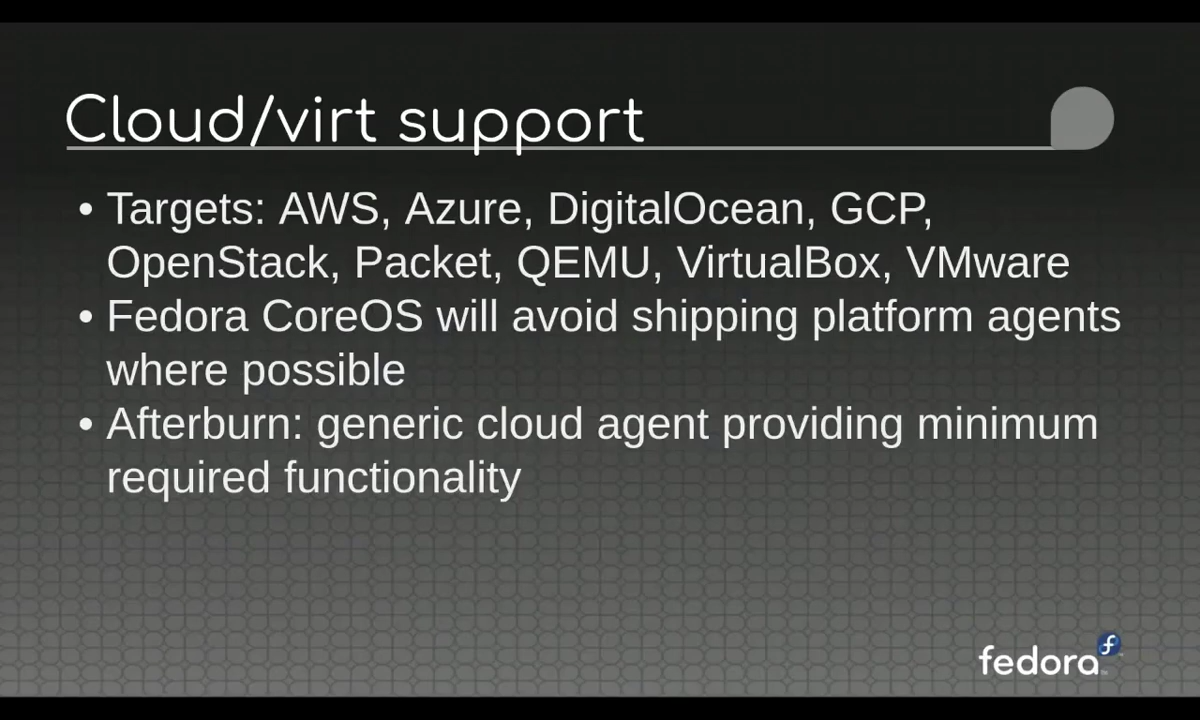 Cloud/virt support
• Targets: AWS, Azure, DigitalOcean, GCP,
OpenStack, Packet, QEMU, VirtualBox, VMware
• Fedora CoreOS will avoid shipping platform agents
where possible
• Afterburn: generic cloud agent providing minimum
required functionality
fedora